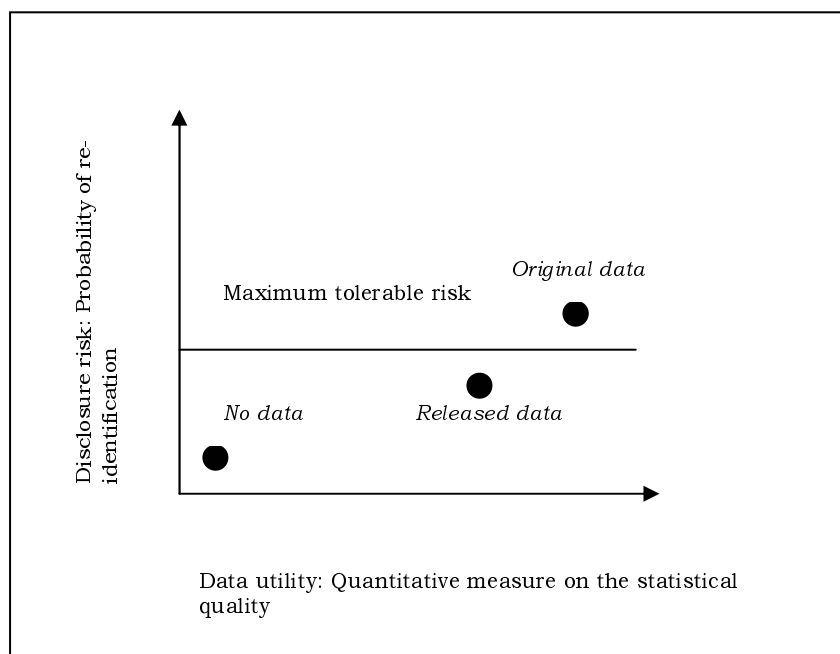 Disclosure risk: Probability of re-
identification
Original data
Maximum tolerable risk
No data
Released data
Data utility: Quantitative measure on the statistical
quality